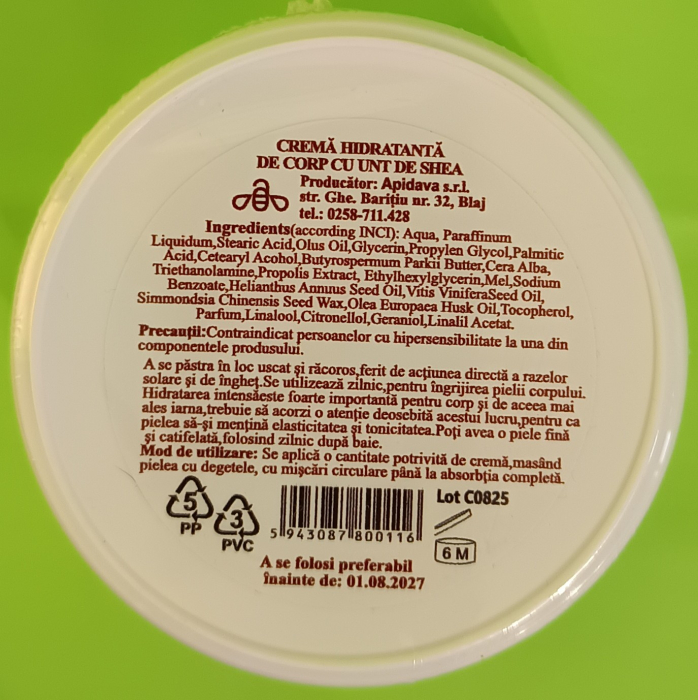 CREMĂ HIDRATANTĂ
DE CORP CU UNT DE SHEA
Producător: Apidava s.r.l.
str. Ghe. Barițiu nr. 32, Blaj
tel.: 0258-711.428
Ingredients(according INCI): Aqua, Paraffinum
Liquidum,Stearic Acid,Olus Oil,Glycerin,Propylen Glycol,Palmitic
Acid,Cetearyl Acohol,Butyrospermum Parkii Butter,Cera Alba,
Triethanolamine,Propolis Extract, Ethylhexylglycerin,Mel,Sodium
Benzoate,Helianthus Annuus Seed Oil,Vitis ViniferaSeed Oil,
Simmondsia Chinensis Seed Wax,Olea Europaea Husk Oil,Tocopherol,
Parfum,Linalool,Citronellol,Geraniol,Linalil Acetat.
Precauții:Contraindicat persoanelor cu hipersensibilitate la una din
componentele produsului.
A se păstra în loc uscat și răcoros,ferit de acțiunea directă a razelor
solare și de îngheț.Se utilizează zilnic,pentru îngrijirea pielii corpului.
Hidratarea intensăeste foarte importantă pentru corp și de aceea mai
ales iarna,trebuie să acorzi o atenție deosebită acestui lucru,pentru ca
pielea să-și mențină elasticitatea și tonicitatea.Poți avea o piele fină
și catifelată,folosind zilnic după baie.
Mod de utilizare: Se aplică o cantitate potrivită de cremă,masând
pielea cu degetele, cu mișcări circulare până la absorbția completă.
5
PP
3
PVC
5943087800116
Lot C0825
6 M
A se folosi preferabil
înainte de: 01.08.2027